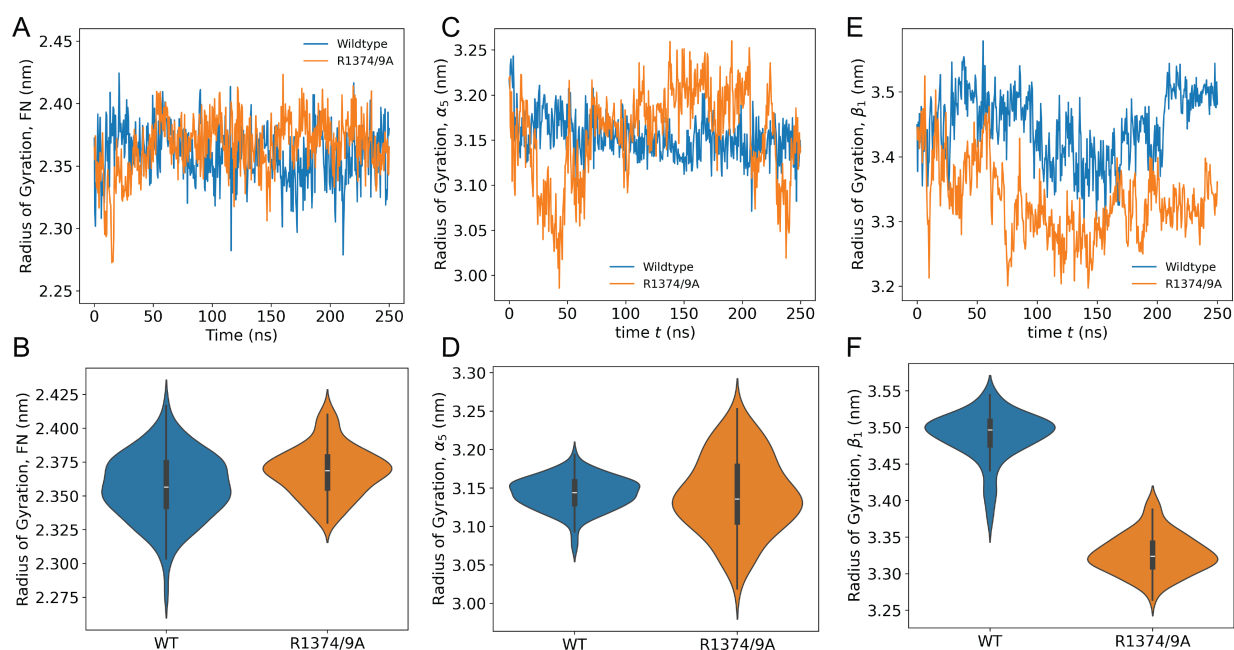 A
Radius of Gyration, FN (nm)
2.45
2.40
2.35
2.30
2.25
Wildtype
R1374/9A
0
50
100
150
200
250
Time (ns)
C
Radius of Gyration, α5 (nm)
3.25
3.20
3.15
3.10
3.05
3.00
Wildtype
R1374/9A
0
50
100
150
200
250
time t (ns)
E
Radius of Gyration, β1 (nm)
3.5
3.4
3.3
3.2
Wildtype
R1374/9A
0
50
100
150
200
250
time t (ns)
B
Radius of Gyration, FN (nm)
2.425
2.400
2.375
2.350
2.325
2.300
2.275
WT
R1374/9A
D
Radius of Gyration, α5 (nm)
3.30
3.25
3.20
3.15
3.10
3.05
3.00
WT
R1374/9A
F
Radius of Gyration, β1 (nm)
3.55
3.50
3.45
3.40
3.35
3.30
3.25
WT
R1374/9A